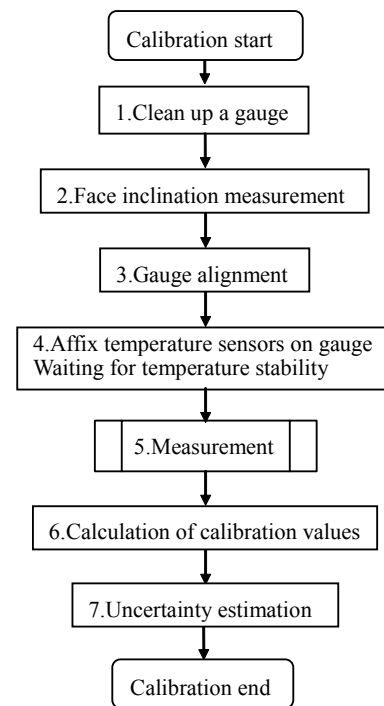 Calibration start
1.Clean up a gauge
2.Face inclination measurement
3.Gauge alignment
4.Affix temperature sensors on gauge
Waiting for temperature stability
5.Measurement
6.Calculation of calibration values
7.Uncertainty estimation
Calibration end